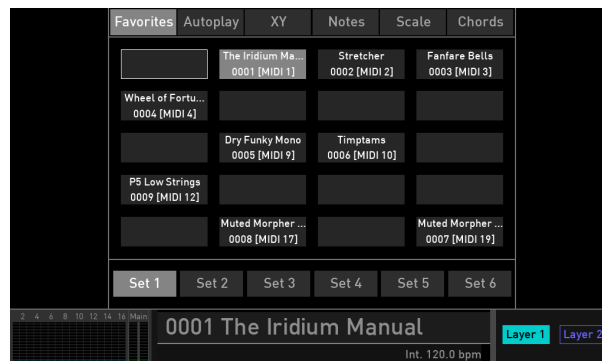 Favorites Autoplay XY Notes Scale Chords
The Iridium Ma... Stretcher Fanfare Bells
0001 [MIDI 1] 0002 [MIDI 2] 0003 [MIDI 3]
Wheel of Fortu...
0004 [MIDI 4]
Dry Funky Mono Timptams
0005 [MIDI 9] 0006 [MIDI 10]
P5 Low Strings
0009 [MIDI 12]
Muted Morpher ... Muted Morpher ...
0008 [MIDI 17] 0007 [MIDI 19]
Set 1 Set 2 Set 3 Set 4 Set 5 Set 6
2 4 6 8 10 12 14 16 Main
0001 The Iridium Manual
Layer 1 Layer 2
Int. 120.0 bpm